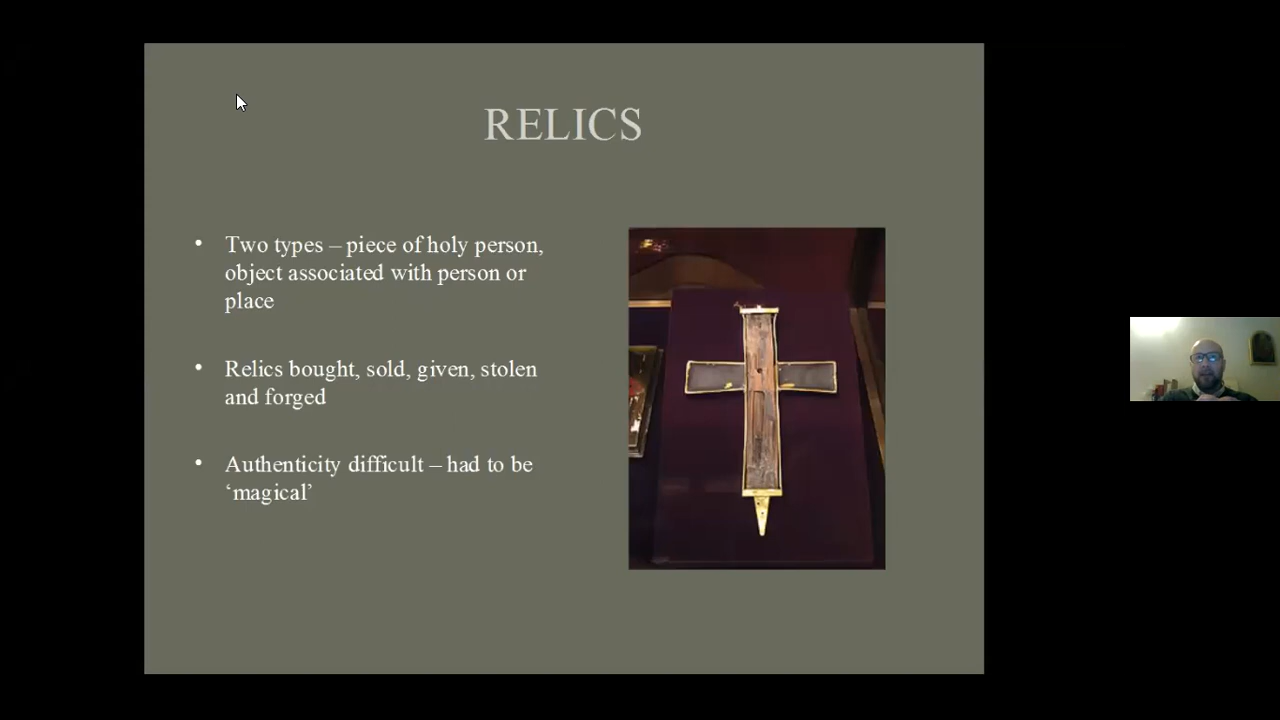 RELICS
• Two types – piece of holy person,
object associated with person or
place
• Relics bought, sold, given, stolen
and forged
• Authenticity difficult – had to be
‘magical’